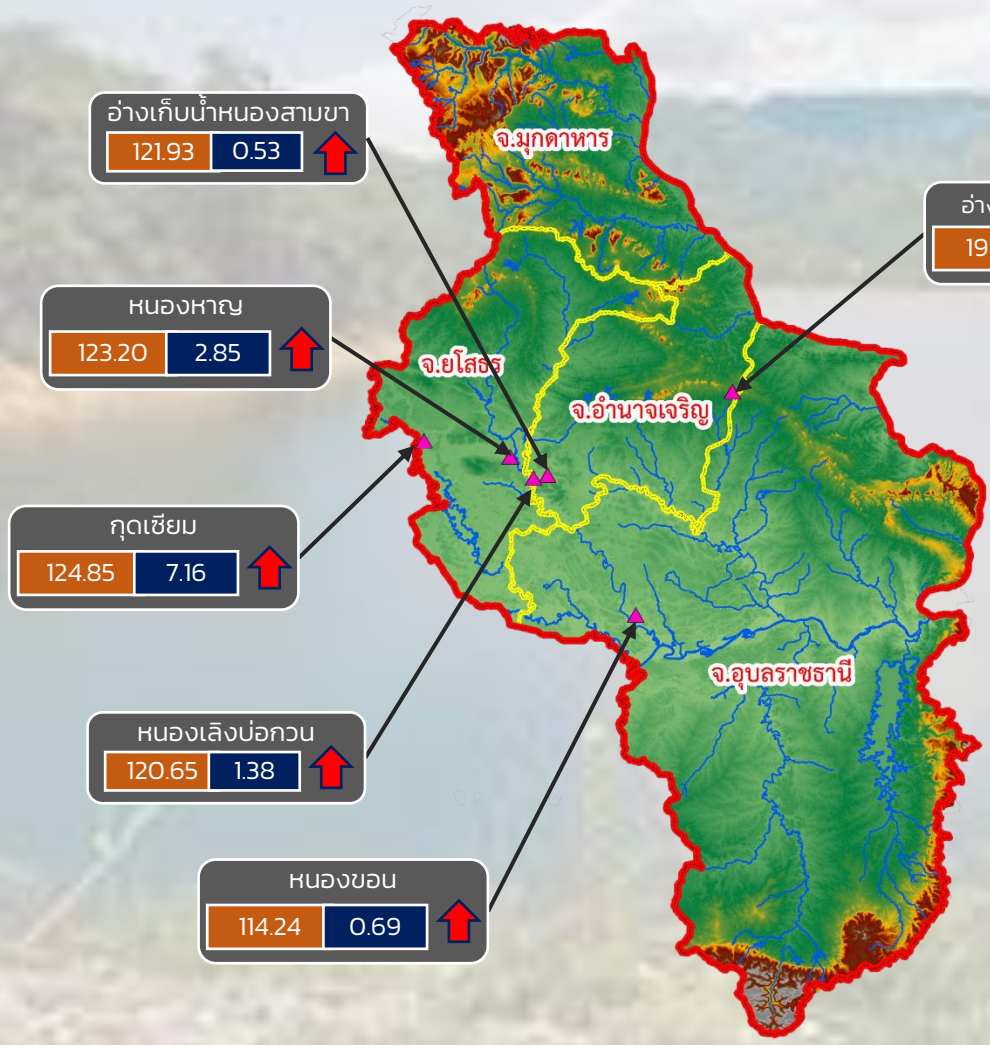 อ่างเก็บน้ำหนองสามขา
121.93 0.53
จ.มุกดาหาร
อ่าง
19
หนองหาญ
123.20 2.85
จ.ยโสธร
จ.อำนาจเจริญ
กุดเชียม
124.85 7.16
จ.อุบลราชธานี
หนองเลิงบ่อกวน
120.65 1.38
หนองขอน
114.24 0.69